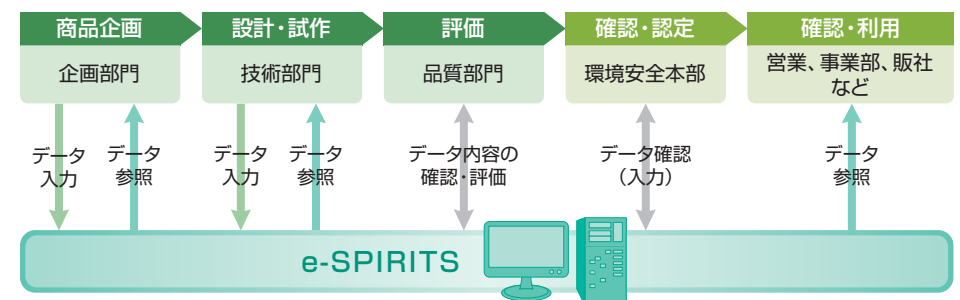 商品企画
設計・試作
評価
確認・認定
確認・利用
企画部門
技術部門
品質部門
環境安全本部
営業、事業部、販社
など
データ
入力
データ
参照
データ
入力
データ
参照
データ内容の
確認・評価
データ確認
（入力）
データ
参照
e-SPIRITS